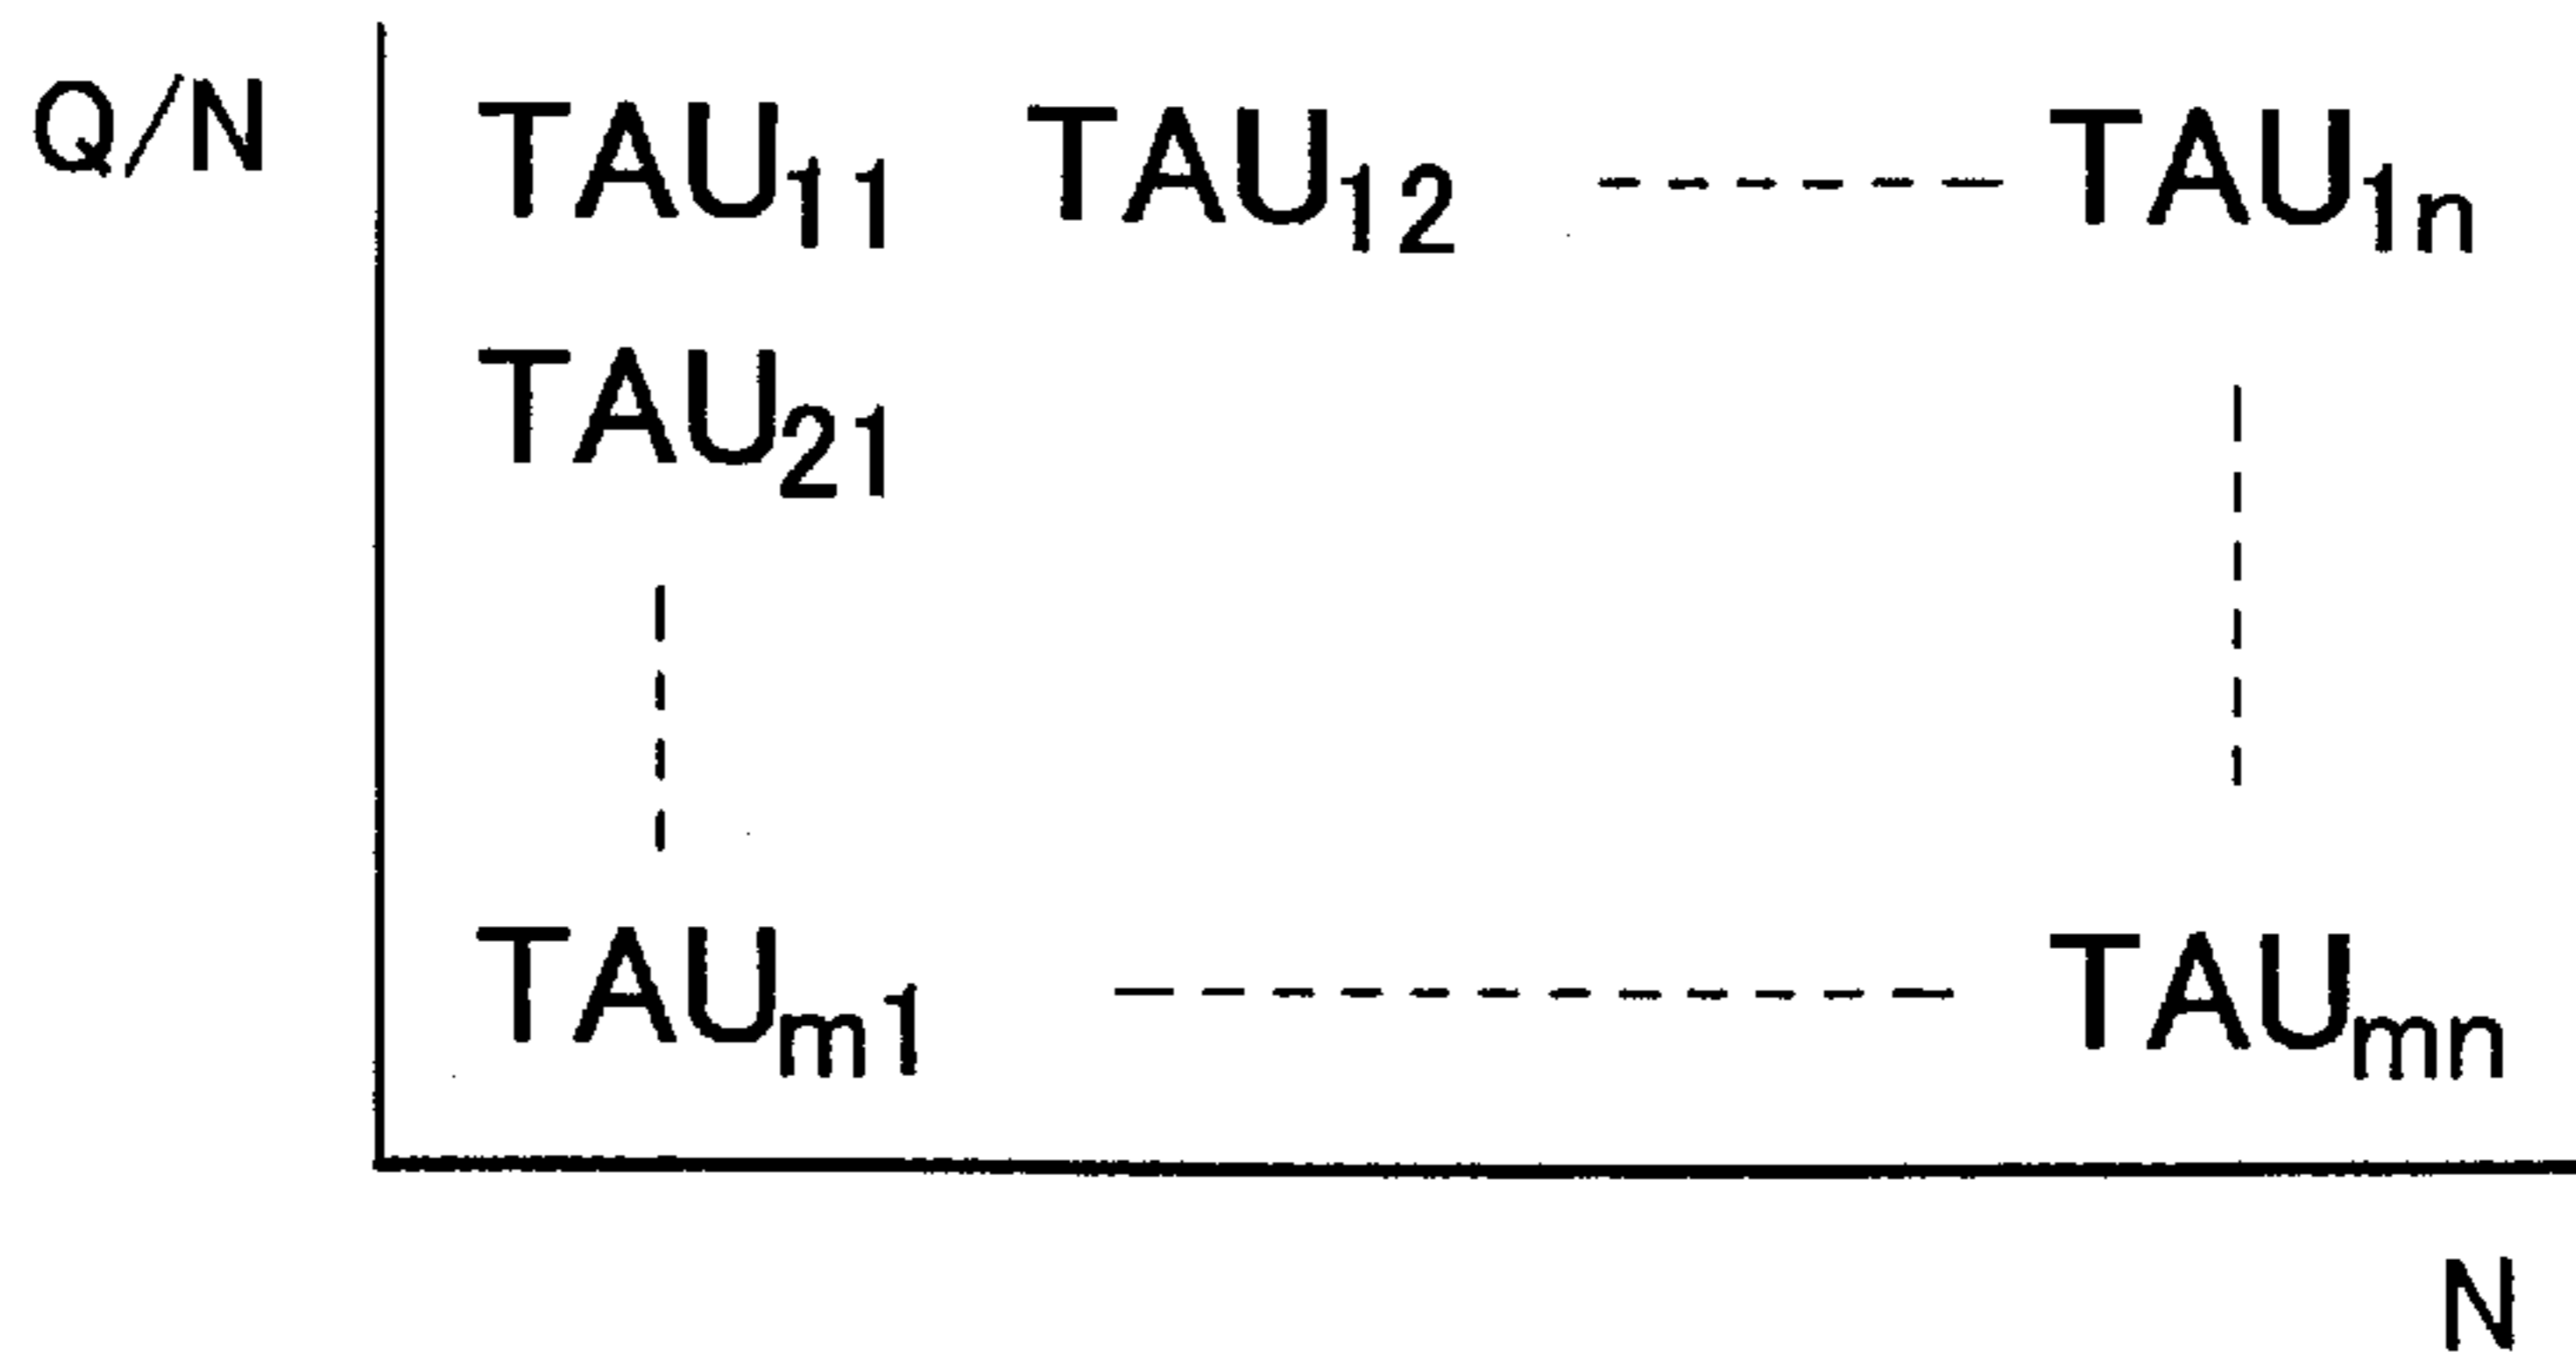 Q/N TAU₁₁ TAU₁₂ ------ TAU₁ₙ
TAU₂₁
TAUₘ₁ ------------ TAUₘₙ
N